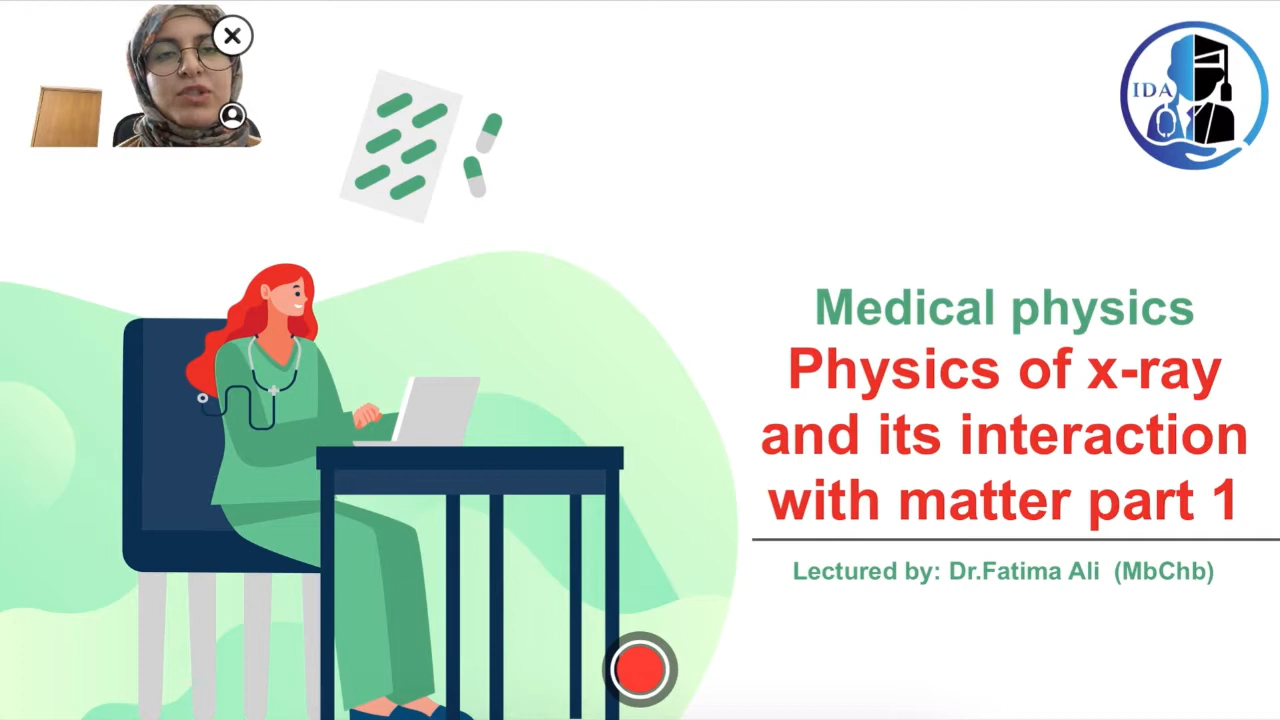 IDA
Medical physics
Physics of x-ray
and its interaction
with matter part 1
Lectured by: Dr.Fatima Ali (MbChb)